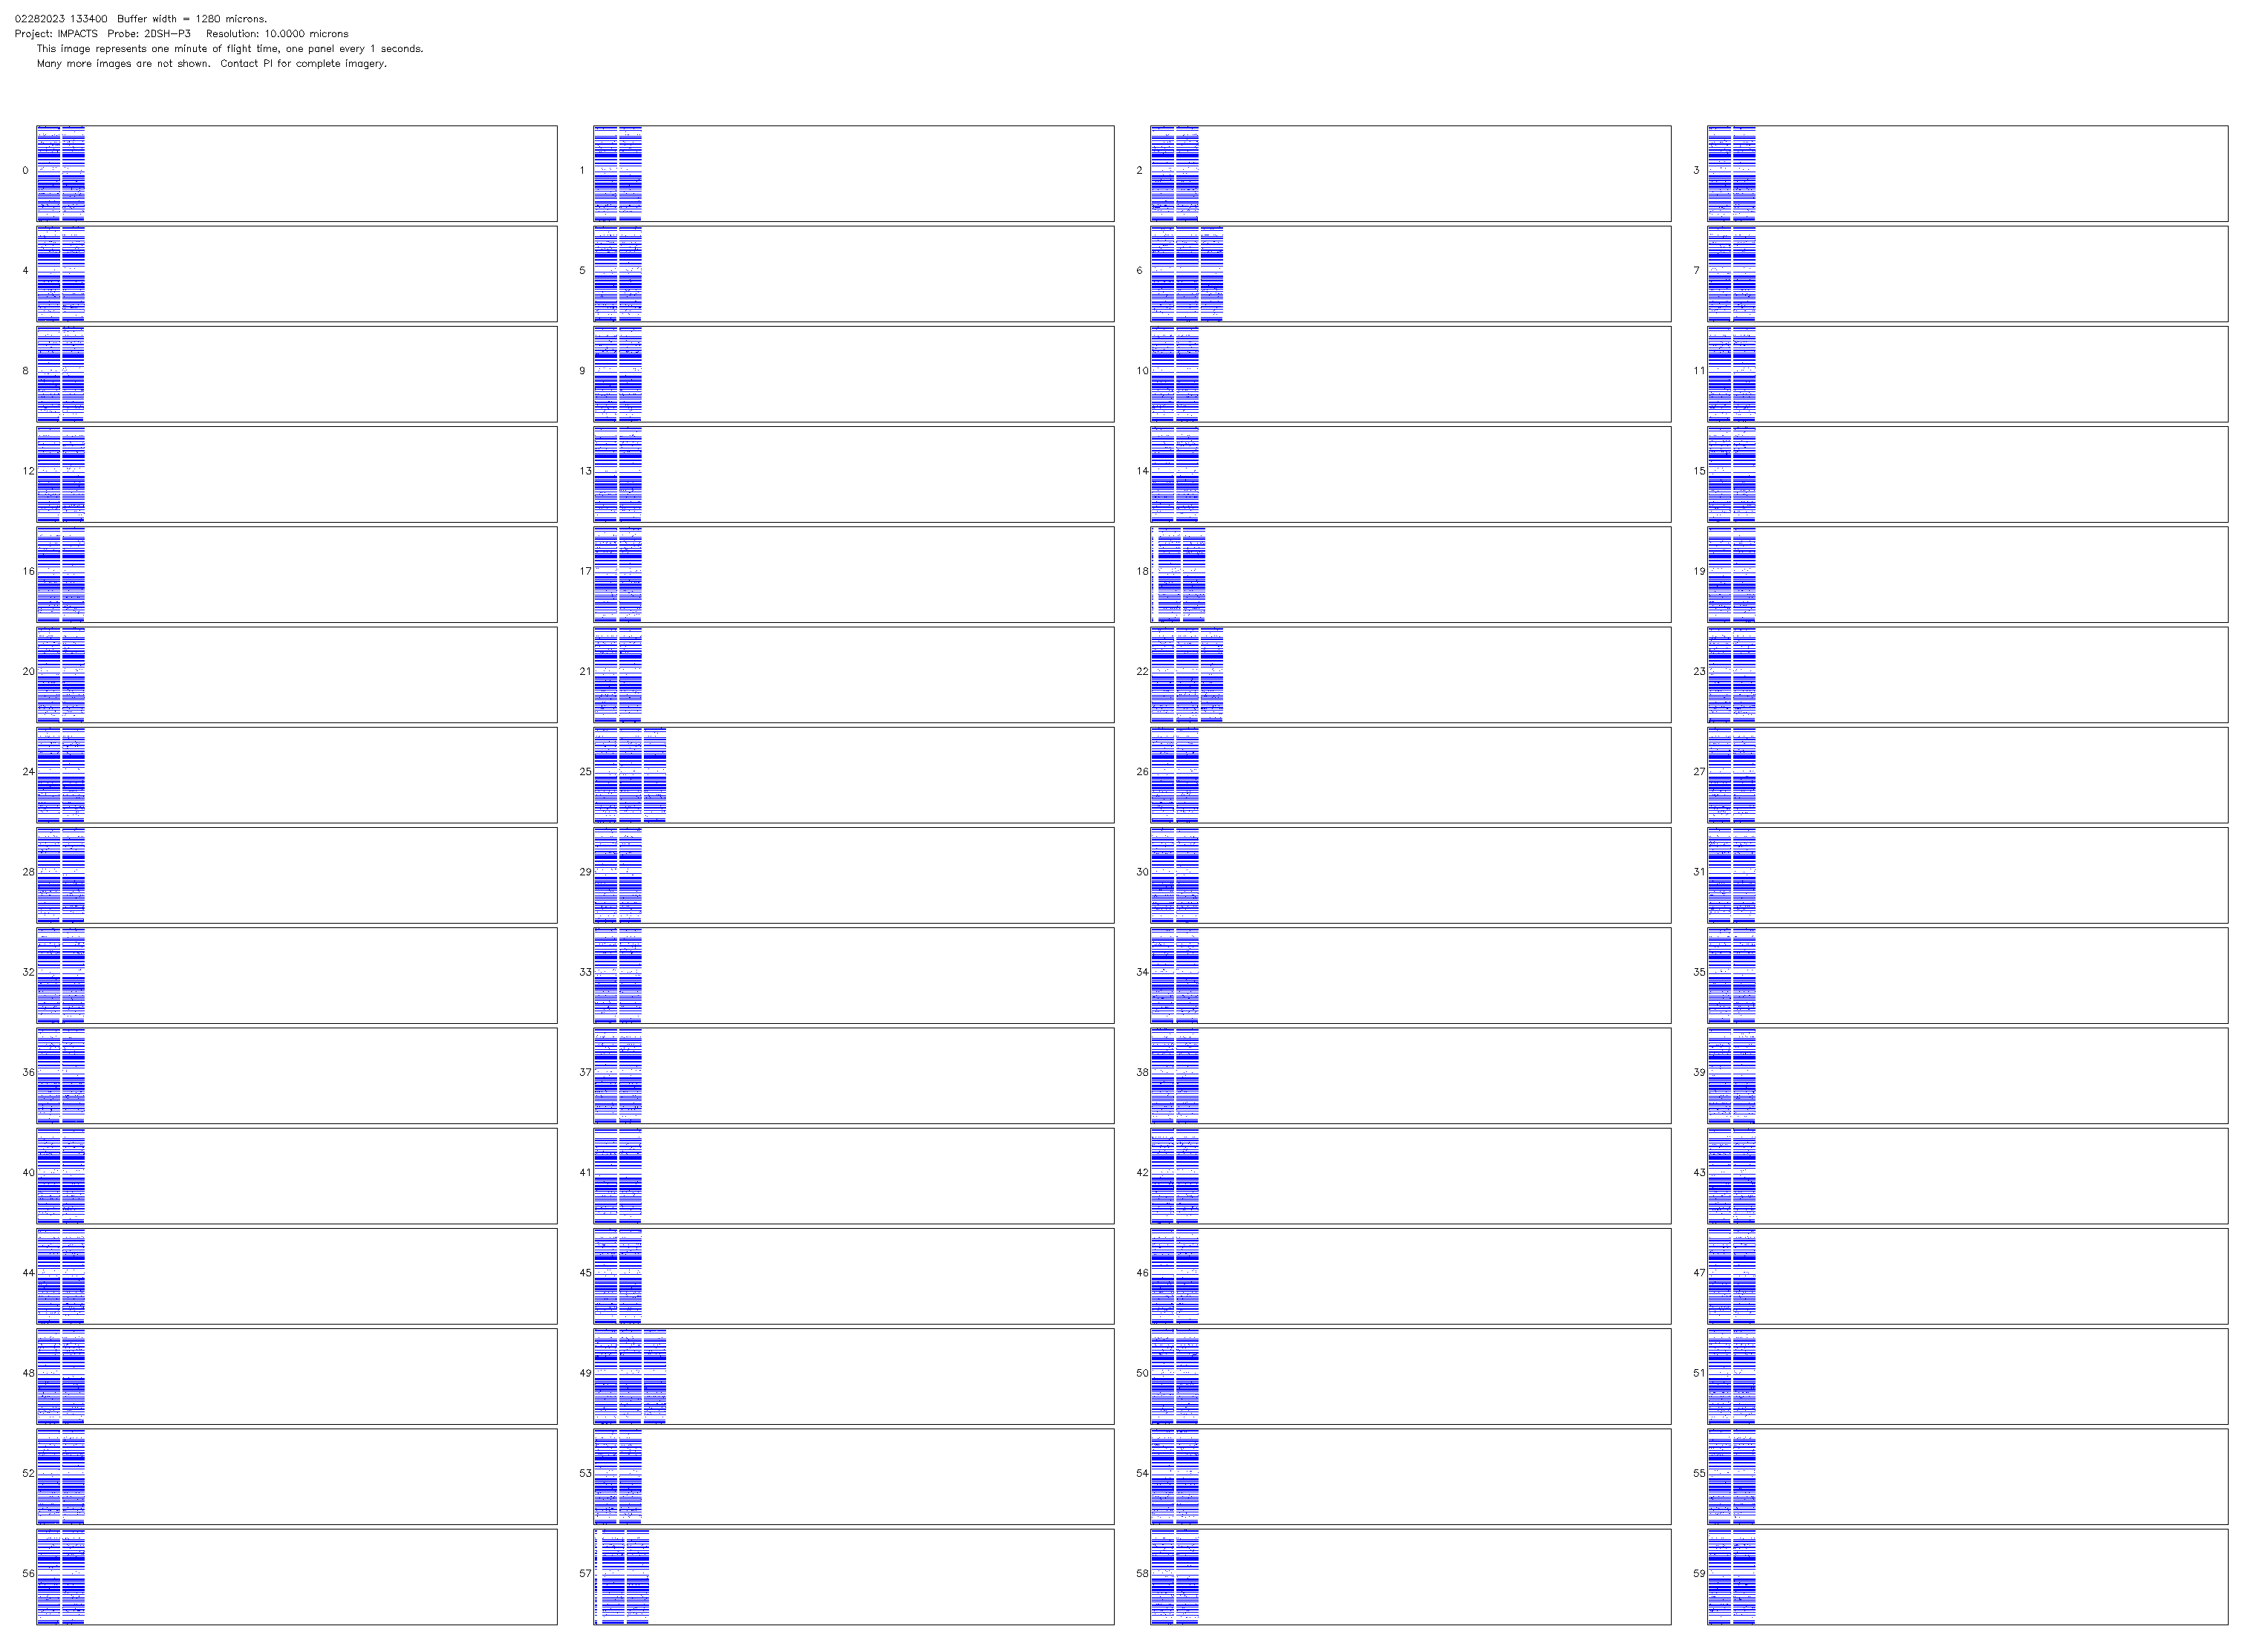 02282023 133400 Buffer width = 1280 microns.
Project: IMPACTS Probe: 2DSH-P3 Resolution: 10.0000 microns
This image represents one minute of flight time, one panel every 1 seconds.
Many more images are not shown. Contact PI for complete imagery.
0 1 2 3
4 5 6 7
8 9 10 11
12 13 14 15
16 17 18 19
20 21 22 23
24 25 26 27
28 29 30 31
32 33 34 35
36 37 38 39
40 41 42 43
44 45 46 47
48 49 50 51
52 53 54 55
56 57 58 59